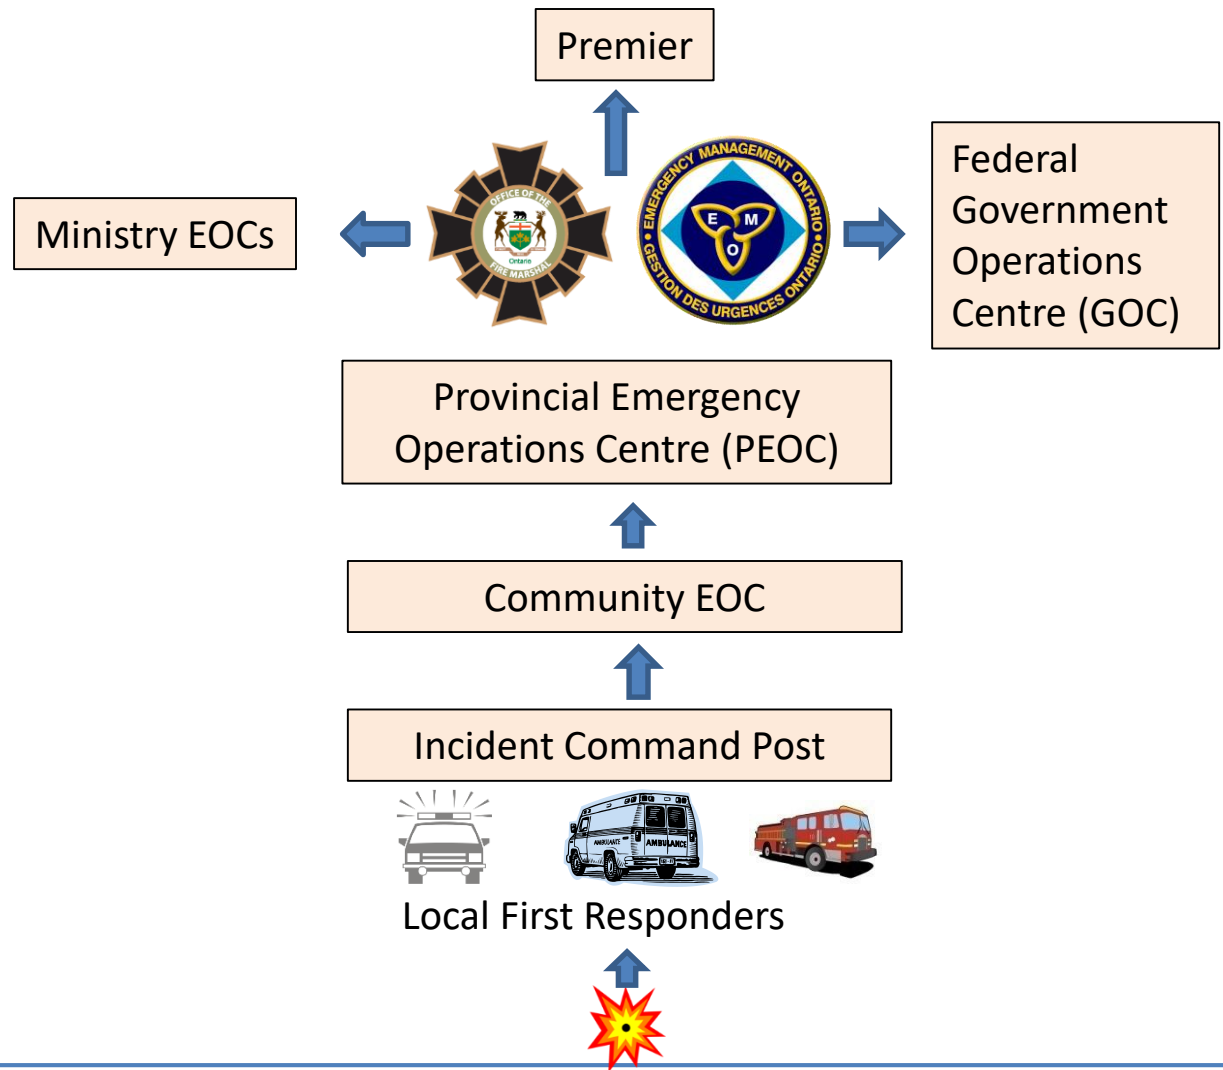 Premier
OFFICE OF THE
Ontario
FIRE MARSHAL
EMERGENCY MANAGEMENT ONTARIO
E M
O
GESTION DES URGENCES ONTARIO
Ministry EOCs
Federal
Government
Operations
Centre (GOC)
Provincial Emergency
Operations Centre (PEOC)
Community EOC
Incident Command Post
AMBULANCE
AMBULANCE
Local First Responders